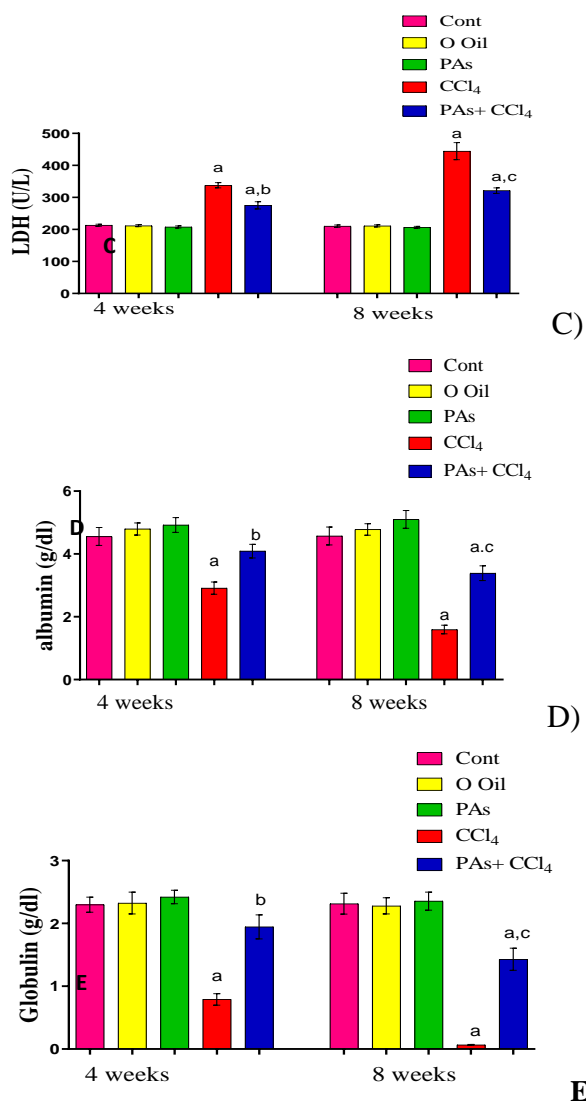 Cont
O Oil
PAs
CCl4
PAs+ CCl4
LDH (U/L)
500
400
300
200
100
0
C
a
a,b
a
a,c
4 weeks
8 weeks
C)
Cont
O Oil
PAs
CCl4
PAs+ CCl4
albumin (g/dl)
6
4
2
0
D
a
b
a
a.c
4 weeks
8 weeks
D)
Cont
O Oil
PAs
CCl4
PAs+ CCl4
Globulin (g/dl)
3
2
1
0
E
a
b
a
a,c
4 weeks
8 weeks
E